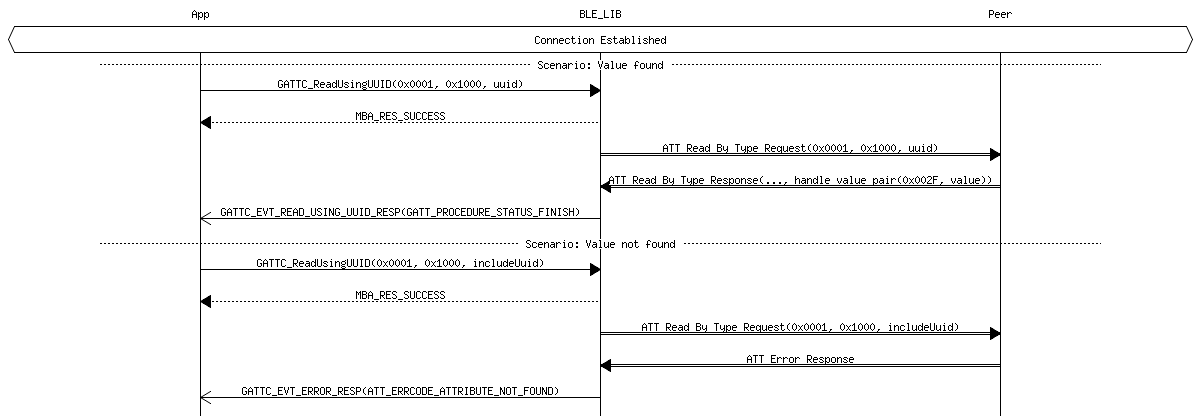 App BLE_LIB Peer
Connection Established
Scenario: Value found
GATTC_ReadUsingUUID(0x0001, 0x1000, uuid)
MBA_RES_SUCCESS
ATT Read By Type Request(0x0001, 0x1000, uuid)
ATT Read By Type Response(..., handle value pair(0x002F, value))
GATTC_EVT_READ_USING_UUID_RESP(GATT_PROCEDURE_STATUS_FINISH)
Scenario: Value not found
GATTC_ReadUsingUUID(0x0001, 0x1000, includeUuid)
MBA_RES_SUCCESS
ATT Read By Type Request(0x0001, 0x1000, includeUuid)
ATT Error Response
GATTC_EVT_ERROR_RESP(ATT_ERRCODE_ATTRIBUTE_NOT_FOUND)